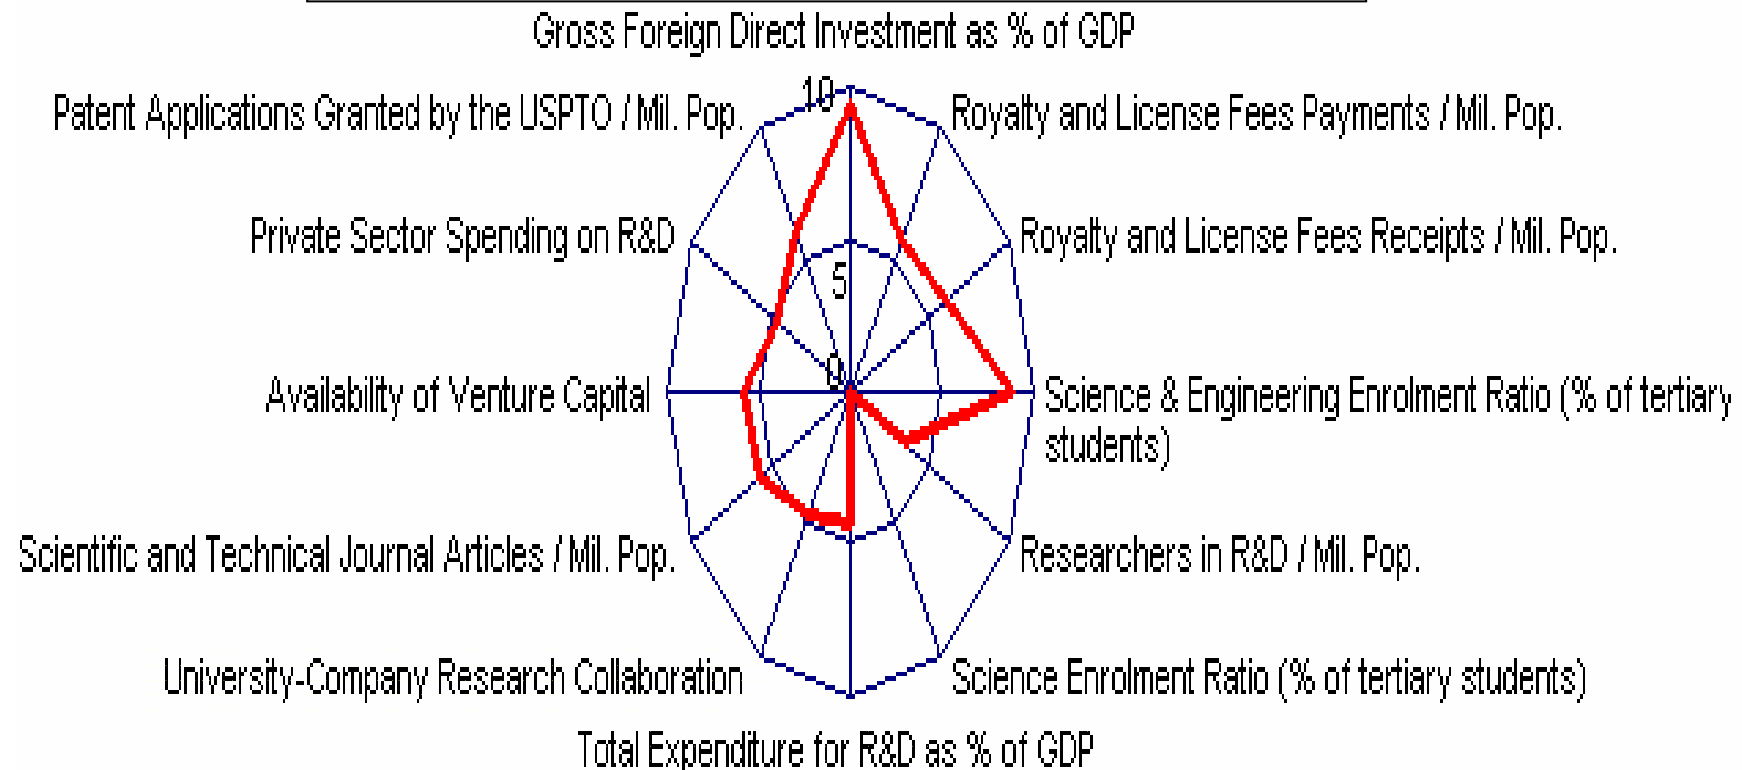 Gross Foreign Direct Investment as % of GDP
10
Patent Applications Granted by the USPTO / Mil. Pop.
Royalty and License Fees Payments / Mil. Pop.
Private Sector Spending on R&D
Royalty and License Fees Receipts / Mil. Pop.
5
0
Availability of Venture Capital
Science & Engineering Enrolment Ratio (% of tertiary
students)
Scientific and Technical Journal Articles / Mil. Pop.
Researchers in R&D / Mil. Pop.
University-Company Research Collaboration
Science Enrolment Ratio (% of tertiary students)
Total Expenditure for R&D as % of GDP